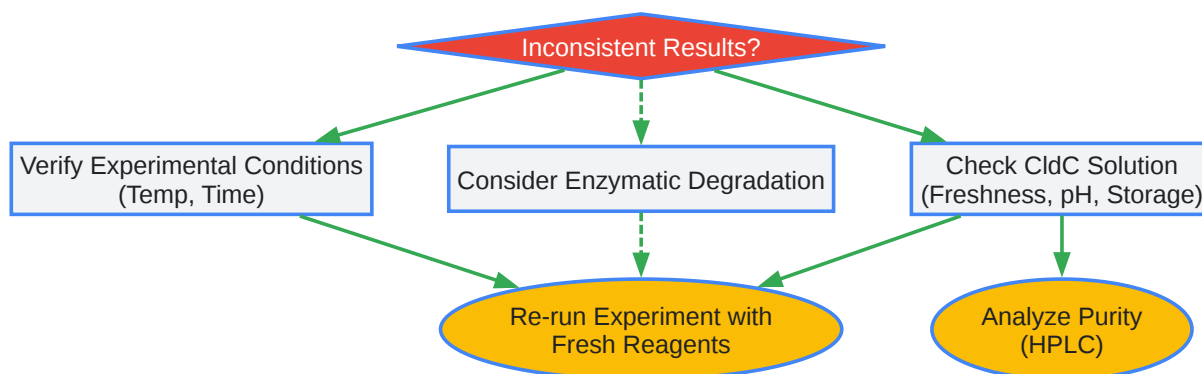 Inconsistent Results?
Verify Experimental Conditions
(Temp, Time)
Consider Enzymatic Degradation
Check CldC Solution
(Freshness, pH, Storage)
Re-run Experiment with
Fresh Reagents
Analyze Purity
(HPLC)